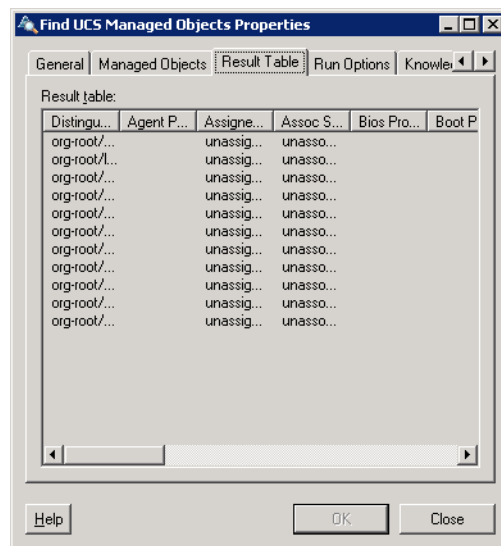 Find UCS Managed Objects Properties
General Managed Objects Result Table Run Options Knowle
Result table:
Distingu... Agent P... Assigne... Assoc S... Bios Pro... Boot P
org-root/... unassig... unasso...
org-root/l... unassig... unasso...
org-root/... unassig... unasso...
org-root/... unassig... unasso...
org-root/... unassig... unasso...
org-root/... unassig... unasso...
org-root/... unassig... unasso...
org-root/... unassig... unasso...
org-root/... unassig... unasso...
org-root/... unassig... unasso...
org-root/... unassig... unasso...
Help OK Close